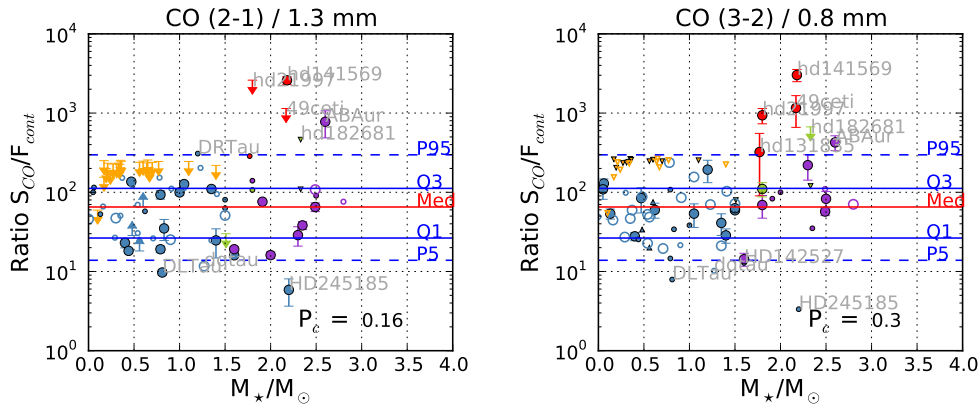 CO (2-1) / 1.3 mm
10^4
10^3
10^2
10^1
10^0
Ratio S_CO/F_cont
hd141569
hd21997
49ceti
ABAur
hd182681
DRTau
P95
Q3
Med
Q1
P5
DLTau
dqtau
HD245185
P_c̀ = 0.16
0.0 0.5 1.0 1.5 2.0 2.5 3.0 3.5 4.0
M⋆/M⊙
CO (3-2) / 0.8 mm
10^4
10^3
10^2
10^1
10^0
Ratio S_CO/F_cont
hd141569
49ceti
hd21997
hd182681
ABAur
hd131835
P95
Q3
Med
Q1
P5
HD142527
dqtau
DLTau
HD245185
P_c̀ = 0.3
0.0 0.5 1.0 1.5 2.0 2.5 3.0 3.5 4.0
M⋆/M⊙